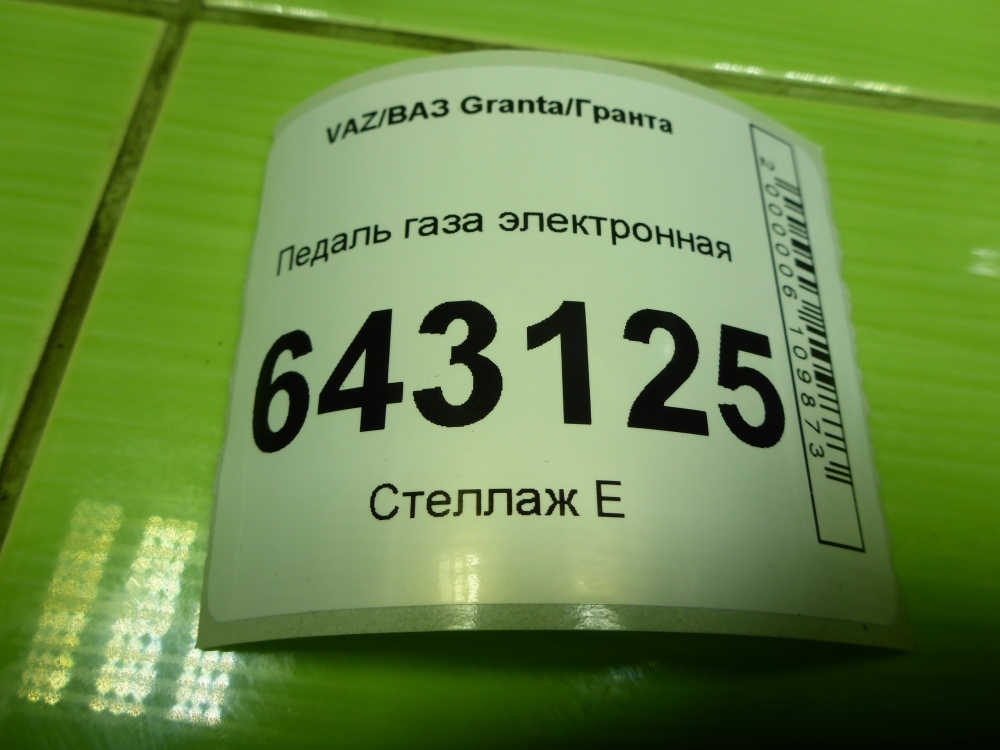 VAZ/ВАЗ Granta/Гранта
Педаль газа электронная
643125
Стеллаж Е
2000006109873